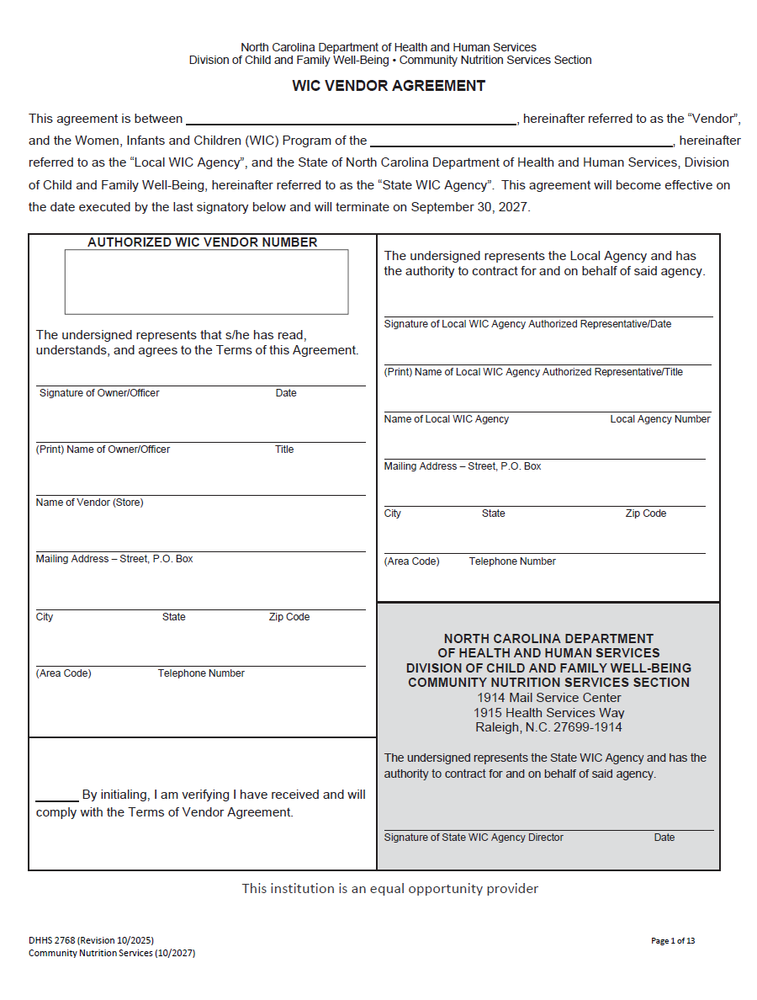 North Carolina Department of Health and Human Services
Division of Child and Family Well-Being • Community Nutrition Services Section
WIC VENDOR AGREEMENT
This agreement is between ______________________, hereinafter referred to as the “Vendor”,
and the Women, Infants and Children (WIC) Program of the ______________________, hereinafter
referred to as the “Local WIC Agency”, and the State of North Carolina Department of Health and Human Services, Division
of Child and Family Well-Being, hereinafter referred to as the “State WIC Agency”. This agreement will become effective on
the date executed by the last signatory below and will terminate on September 30, 2027.
AUTHORIZED WIC VENDOR NUMBER
The undersigned represents that s/he has read,
understands, and agrees to the Terms of this Agreement.
Signature of Owner/Officer Date
(Print) Name of Owner/Officer Title
Name of Vendor (Store)
Mailing Address – Street, P.O. Box
City State Zip Code
(Area Code) Telephone Number
______ By initialing, I am verifying I have received and will
comply with the Terms of Vendor Agreement.
The undersigned represents the Local Agency and has
the authority to contract for and on behalf of said agency.
Signature of Local WIC Agency Authorized Representative/Date
(Print) Name of Local WIC Agency Authorized Representative/Title
Name of Local WIC Agency Local Agency Number
Mailing Address – Street, P.O. Box
City State Zip Code
(Area Code) Telephone Number
NORTH CAROLINA DEPARTMENT
OF HEALTH AND HUMAN SERVICES
DIVISION OF CHILD AND FAMILY WELL-BEING
COMMUNITY NUTRITION SERVICES SECTION
1914 Mail Service Center
1915 Health Services Way
Raleigh, N.C. 27699-1914
The undersigned represents the State WIC Agency and has the
authority to contract for and on behalf of said agency.
Signature of State WIC Agency Director Date
This institution is an equal opportunity provider
DHHS 2768 (Revision 10/2025) Page 1 of 13
Community Nutrition Services (10/2027)